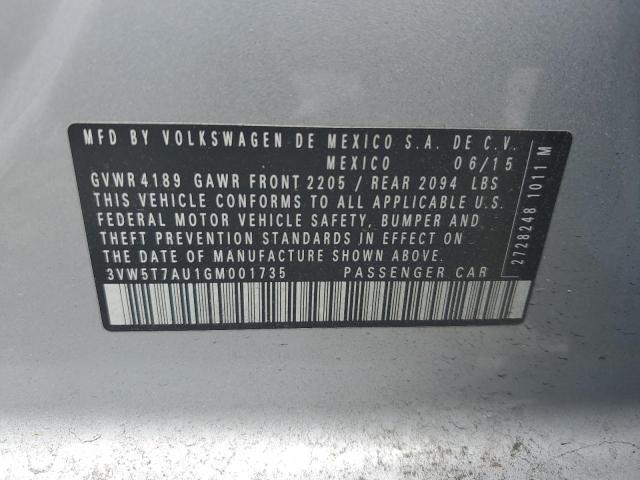 MFD BY VOLKSWAGEN DE MEXICO S.A. DE C.V.
MEXICO 06/15
GVWR 4189 GAWR FRONT 2205 / REAR 2094 LBS
THIS VEHICLE CONFORMS TO ALL APPLICABLE U.S.
FEDERAL MOTOR VEHICLE SAFETY, BUMPER AND
THEFT PREVENTION STANDARDS IN EFFECT ON
THE DATE OF MANUFACTURE SHOWN ABOVE.
3VW5T7AU1GM001735 PASSENGER CAR
2728248 1011 M